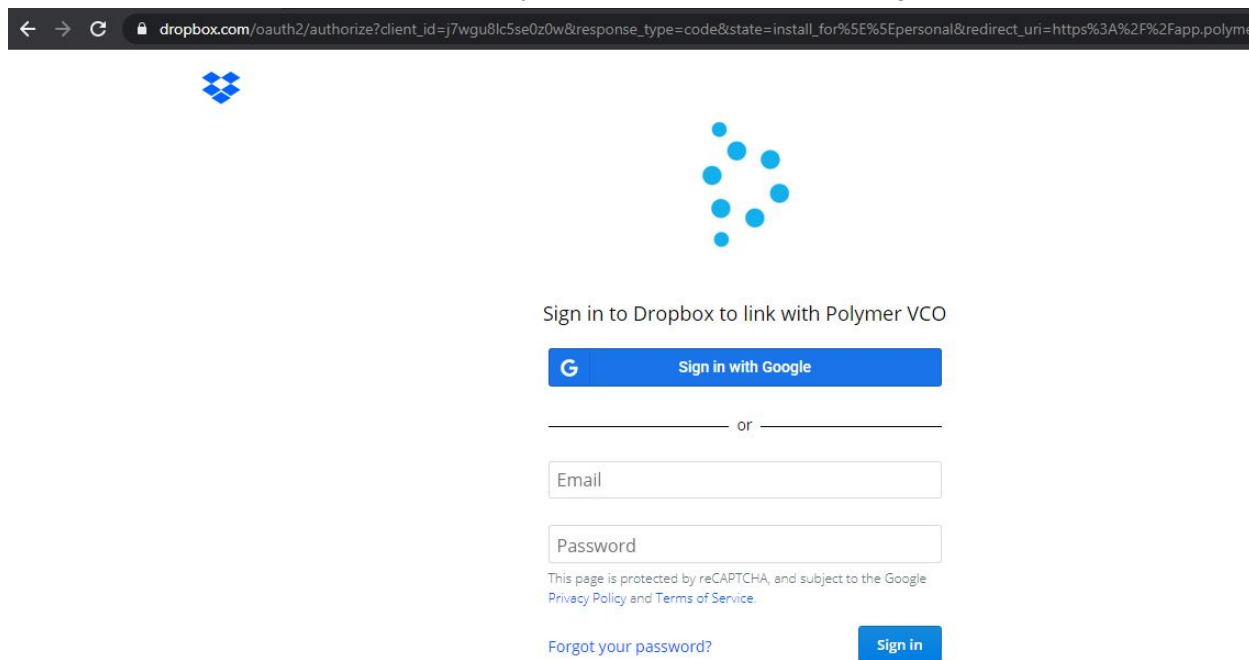 dropbox.com/oauth2/authorize?client_id=j7wgu8lc5se0z0w&response_type=code&state=install_for%5E%5Epersonal&redirect_uri=https%3A%2F%2Fapp.polyme
Sign in to Dropbox to link with Polymer VCO
G Sign in with Google
or
Email
Password
This page is protected by reCAPTCHA, and subject to the Google
Privacy Policy and Terms of Service.
Forgot your password? Sign in